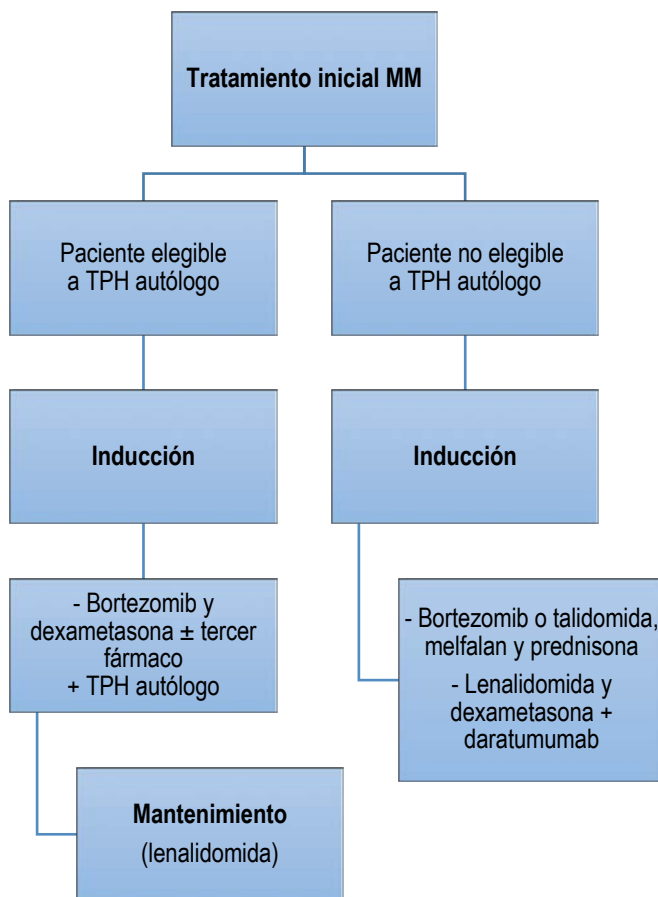 Tratamiento inicial MM
Paciente elegible
a TPH autólogo
Paciente no elegible
a TPH autólogo
Inducción
Inducción
- Bortezomib y
dexametasona ± tercer
fármaco
+ TPH autólogo
- Bortezomib o talidomida,
melfalan y prednisona
- Lenalidomida y
dexametasona +
daratumumab
Mantenimiento
(lenalidomida)